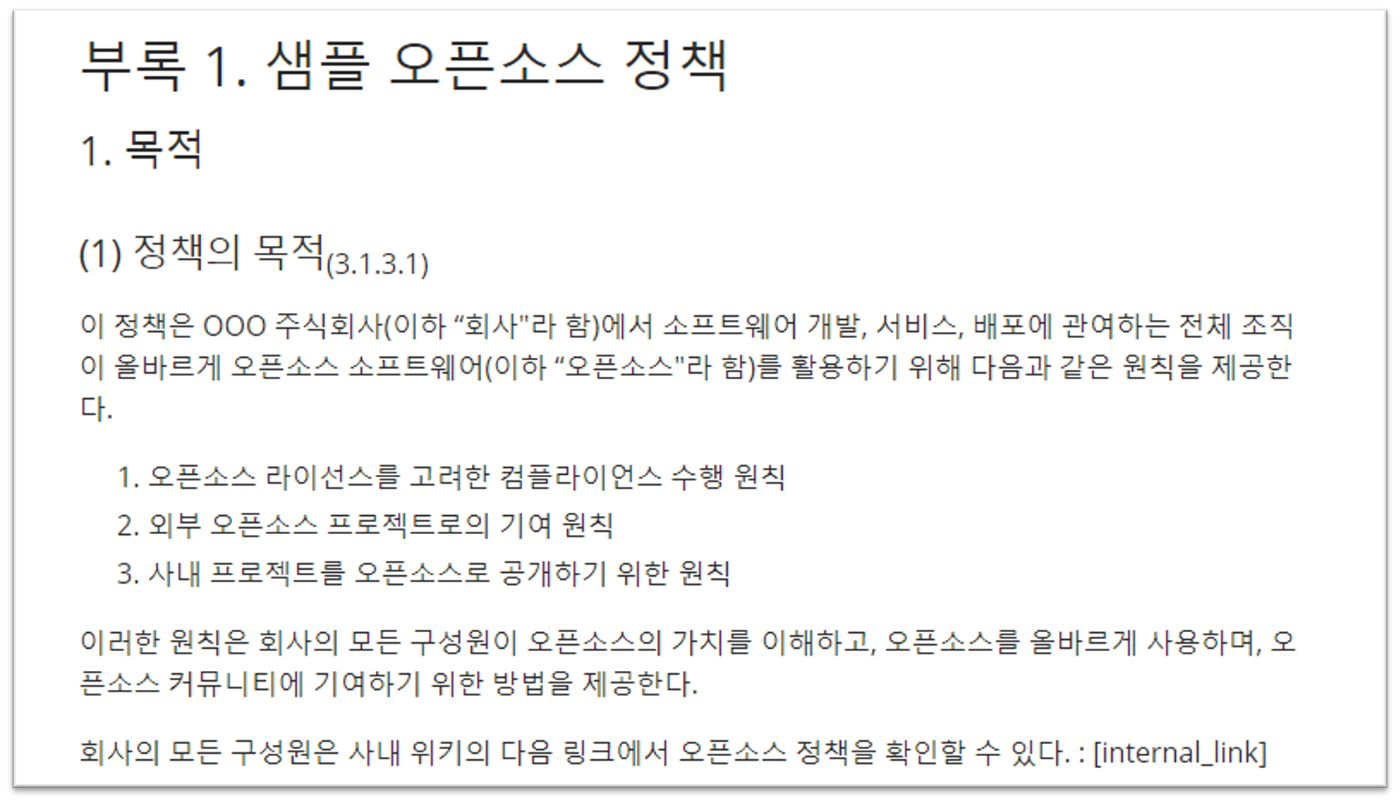 부록 1. 샘플 오픈소스 정책
1. 목적
(1) 정책의 목적(3.1.3.1)
이 정책은 OOO 주식회사(이하 “회사"라 함)에서 소프트웨어 개발, 서비스, 배포에 관여하는 전체 조직
이 올바르게 오픈소스 소프트웨어(이하 “오픈소스"라 함)를 활용하기 위해 다음과 같은 원칙을 제공한
다.
1. 오픈소스 라이선스를 고려한 컴플라이언스 수행 원칙
2. 외부 오픈소스 프로젝트로의 기여 원칙
3. 사내 프로젝트를 오픈소스로 공개하기 위한 원칙
이러한 원칙은 회사의 모든 구성원이 오픈소스의 가치를 이해하고, 오픈소스를 올바르게 사용하며, 오
픈소스 커뮤니티에 기여하기 위한 방법을 제공한다.
회사의 모든 구성원은 사내 위키의 다음 링크에서 오픈소스 정책을 확인할 수 있다. : [internal_link]